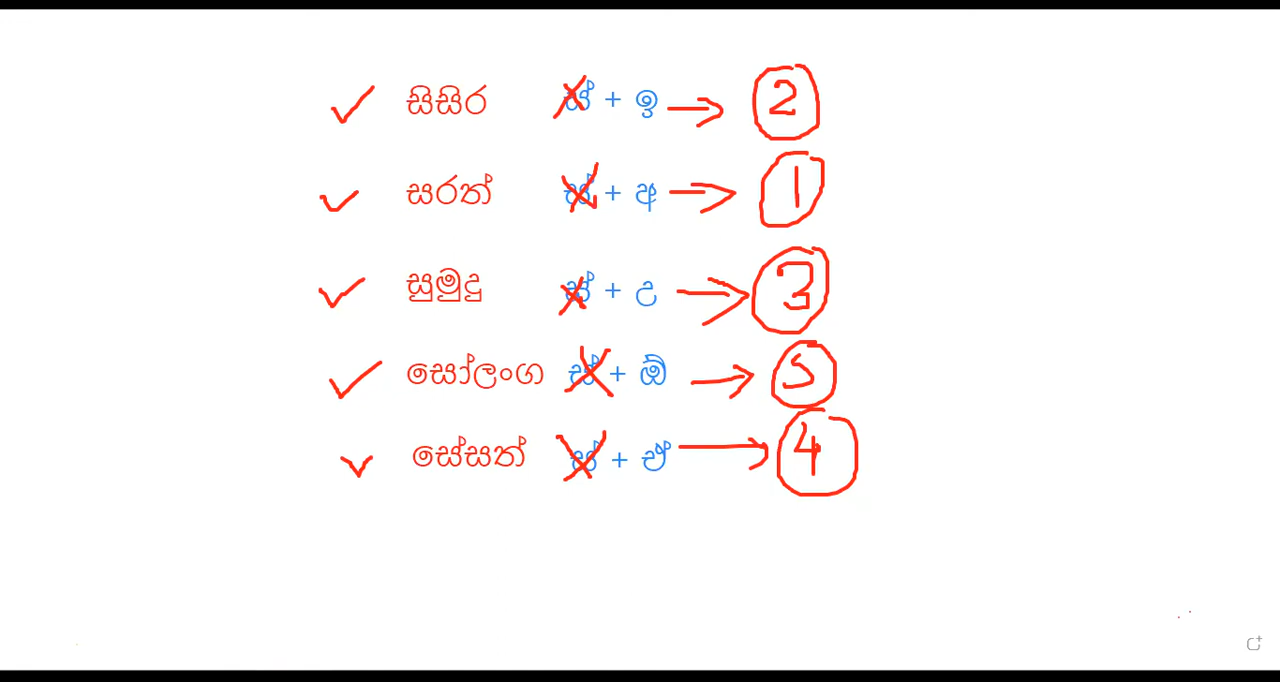 සිසිර ස් + ඉ 2
සරත් ස් + අ 1
සුමුදු ස් + උ 3
සෝලංග ස් + ඕ 5
සේසත් ස් + ඒ 4